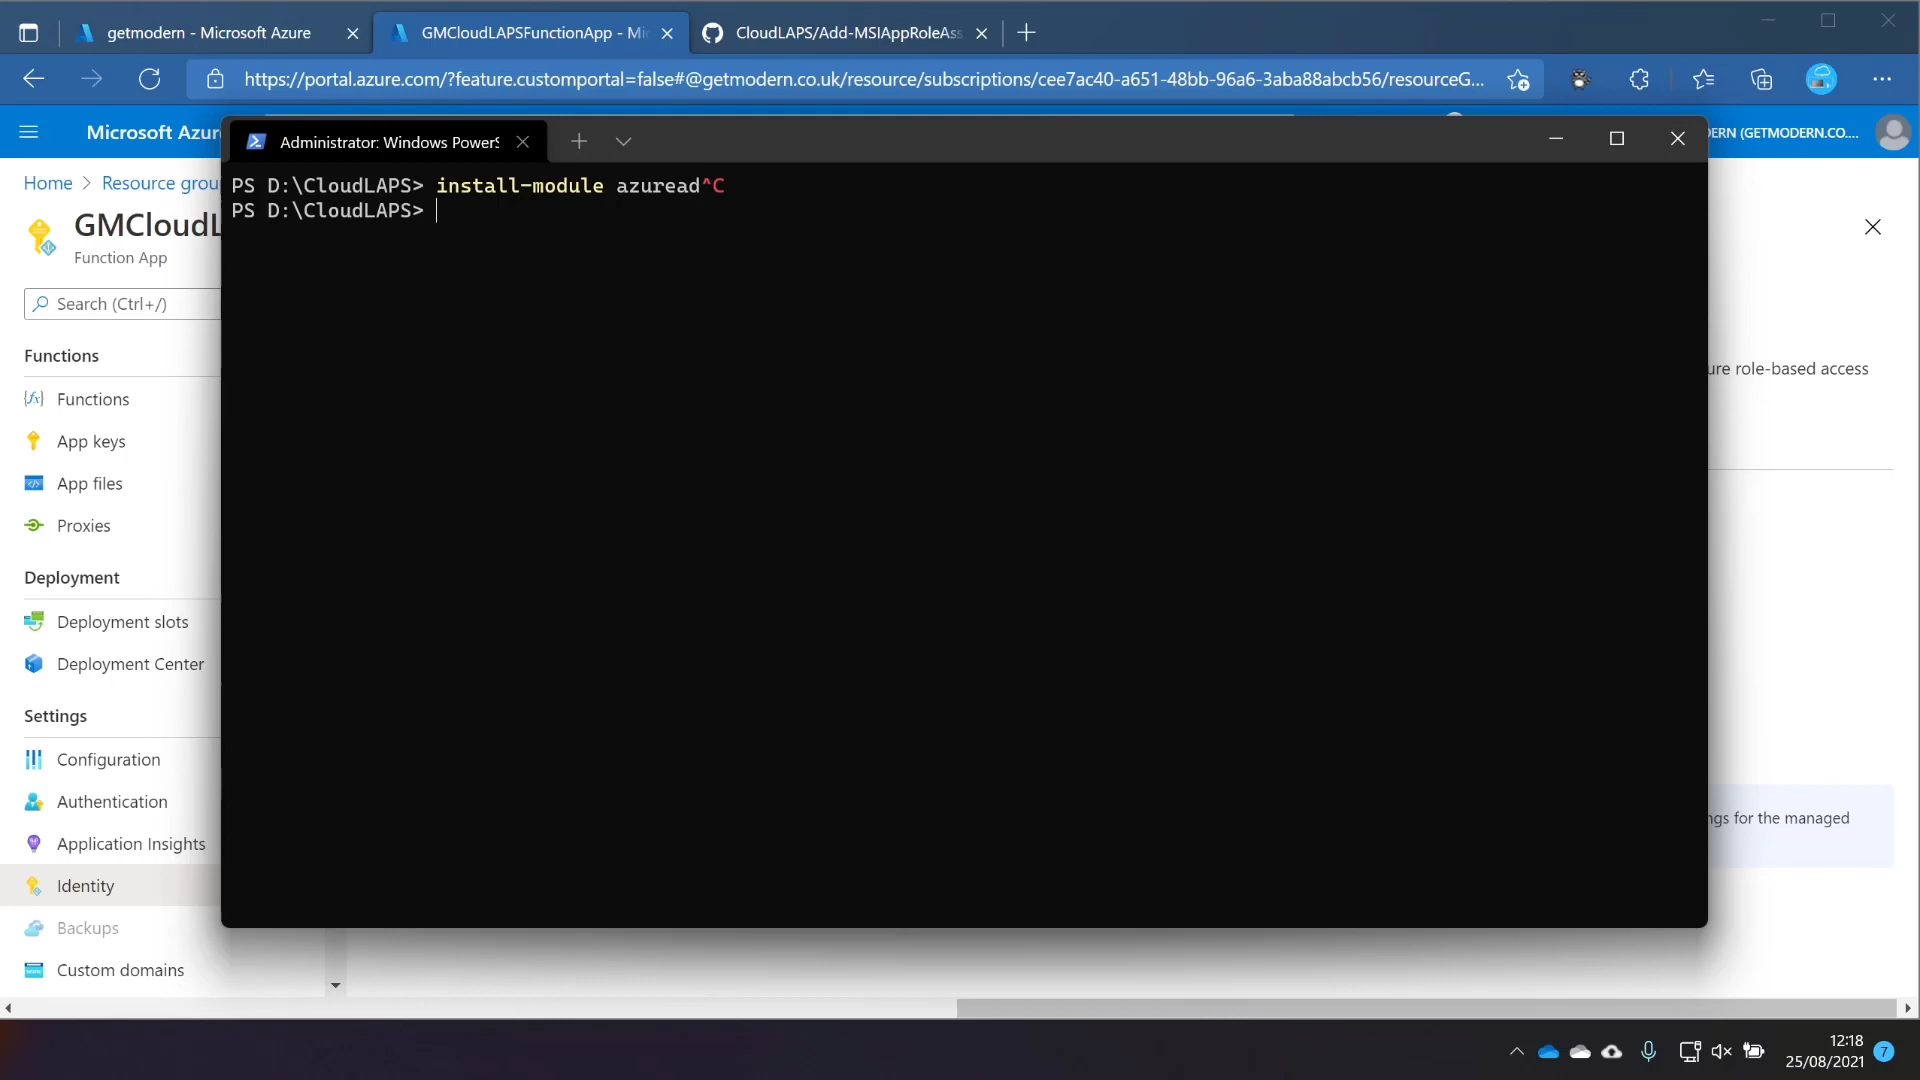 getmodern - Microsoft Azure
GMCloudLAPSFunctionApp - Mi
CloudLAPS/Add-MSIAppRoleAss
https://portal.azure.com/?feature.customportal=false#@getmodern.co.uk/resource/subscriptions/cee7ac40-a651-48bb-96a6-3aba88abcb56/resourceG...
Microsoft Azur
DERN (GETMODERN.CO....
Administrator: Windows PowerS
PS D:\CloudLAPS> install-module azuread^C
PS D:\CloudLAPS>
Home > Resource grou
GMCloudL
Function App
Search (Ctrl+/)
Functions
Functions
App keys
App files
Proxies
Deployment
Deployment slots
Deployment Center
Settings
Configuration
Authentication
Application Insights
Identity
Backups
Custom domains
ure role-based access
ngs for the managed
12:18
25/08/2021
7